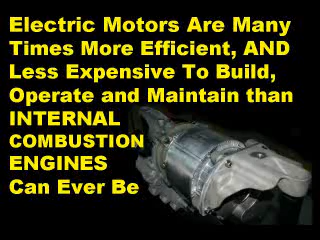 Electric Motors Are Many
Times More Efficient, AND
Less Expensive To Build,
Operate and Maintain than
INTERNAL
COMBUSTION
ENGINES
Can Ever Be